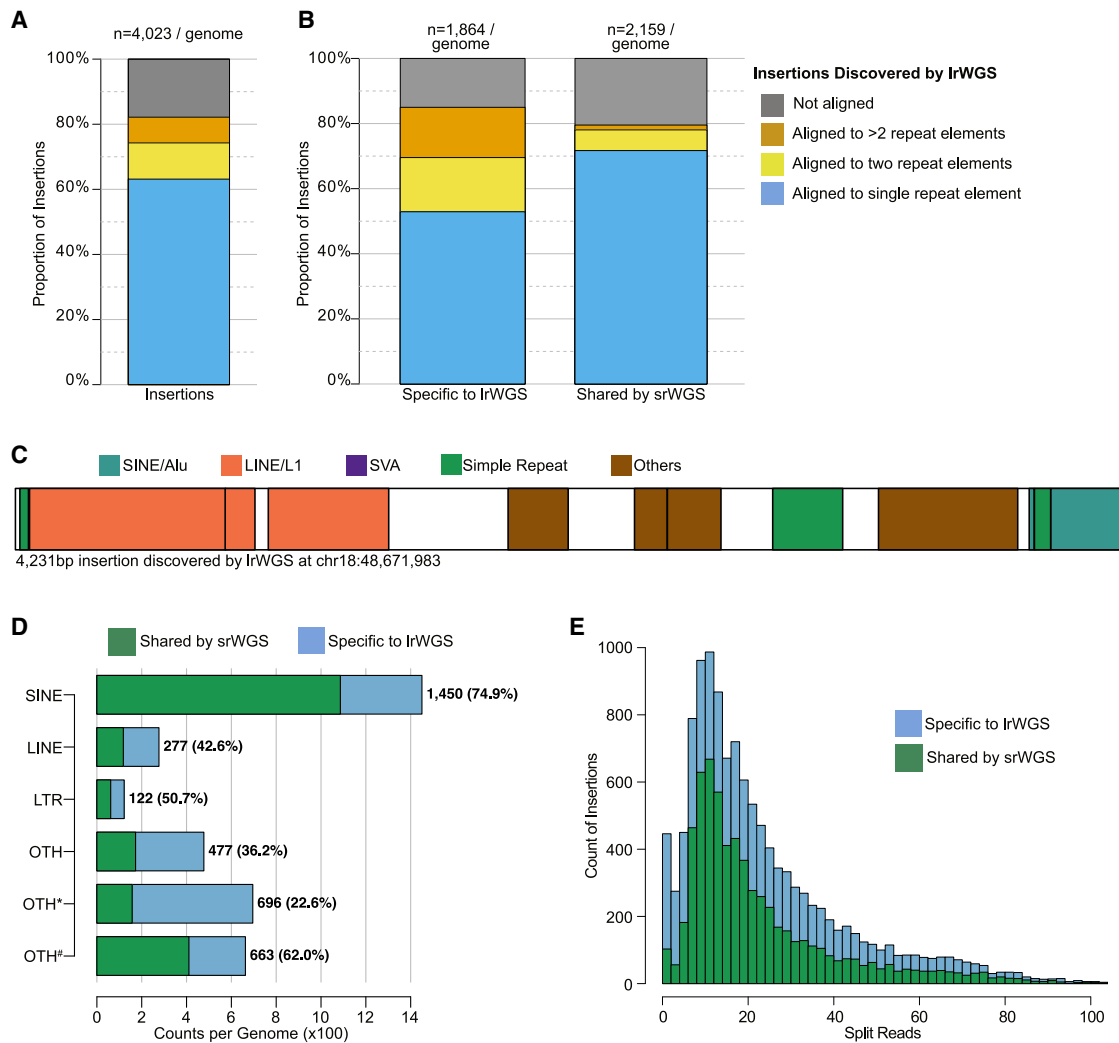 A
n=4,023 / genome
100%
80%
60%
40%
20%
0%
Proportion of Insertions
Insertions
B
n=1,864 / genome
n=2,159 / genome
100%
80%
60%
40%
20%
0%
Proportion of Insertions
Specific to lrWGS
Shared by srWGS
Insertions Discovered by lrWGS
Not aligned
Aligned to >2 repeat elements
Aligned to two repeat elements
Aligned to single repeat element
C
SINE/Alu
LINE/L1
SVA
Simple Repeat
Others
4,231bp insertion discovered by lrWGS at chr18:48,671,983
D
Shared by srWGS
Specific to lrWGS
SINE
1,450 (74.9%)
LINE
277 (42.6%)
LTR
122 (50.7%)
OTH
477 (36.2%)
OTH*
696 (22.6%)
OTH#
663 (62.0%)
0 2 4 6 8 10 12 14
Counts per Genome (x100)
E
1000
800
600
400
200
0
Count of Insertions
Specific to lrWGS
Shared by srWGS
0 20 40 60 80 100
Split Reads